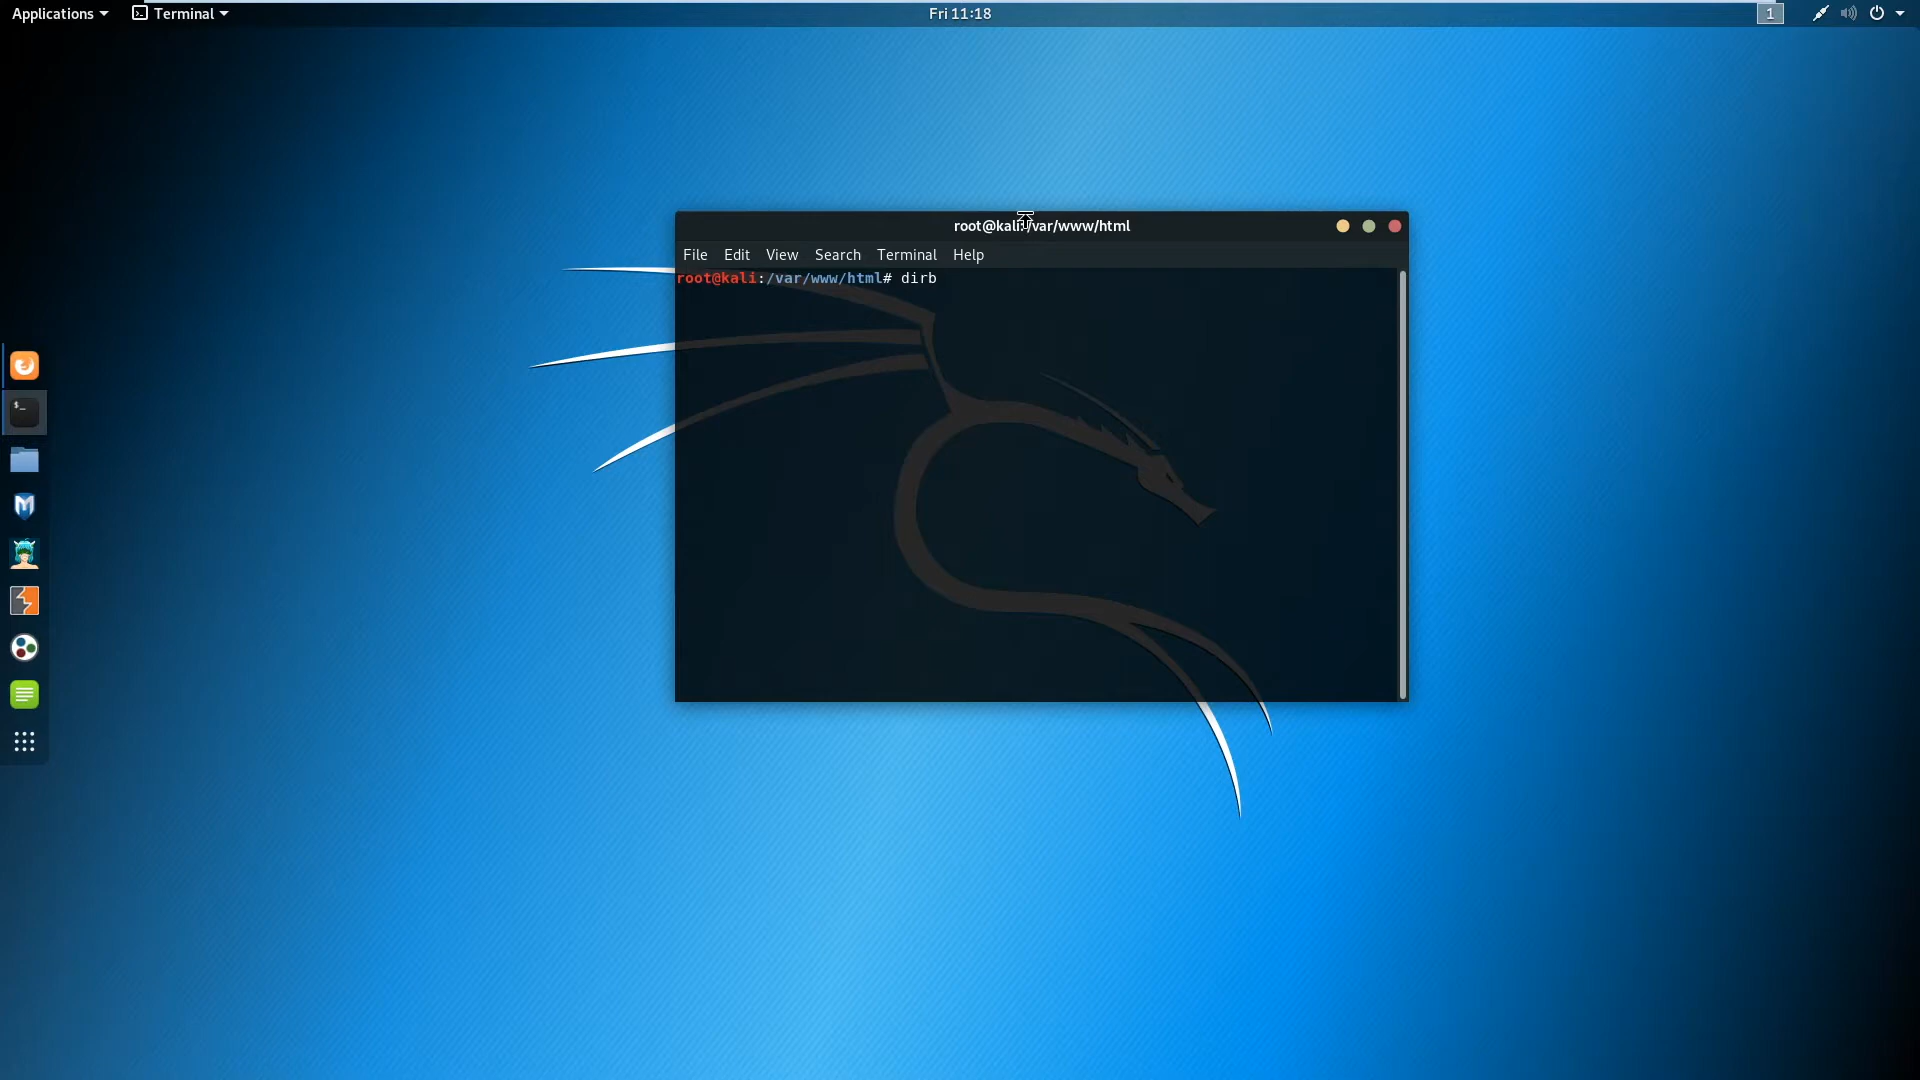 Applications Terminal Fri 11:18 1
root@kali:/var/www/html
File Edit View Search Terminal Help
root@kali:/var/www/html# dirb
$_